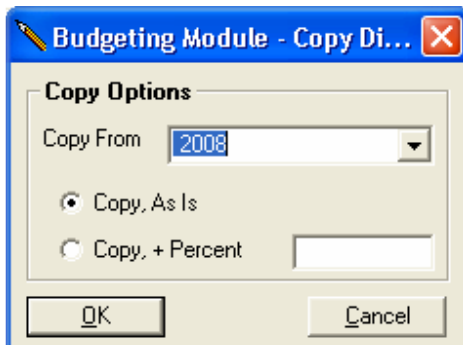 Budgeting Module - Copy Di...
Copy Options
Copy From 2008
Copy, As Is
Copy, + Percent
OK Cancel